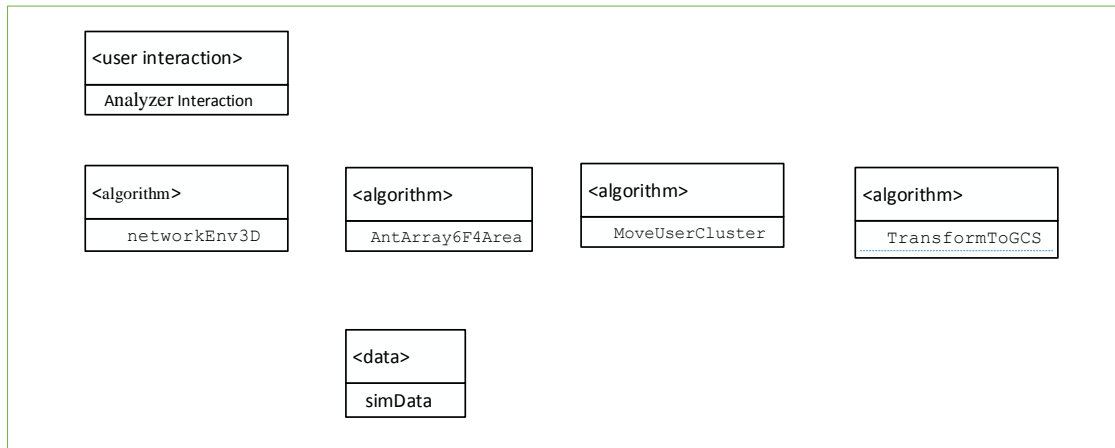 <user interaction>
Analyzer Interaction
<algorithm>
networkEnv3D
<algorithm>
AntArray6F4Area
<algorithm>
MoveUserCluster
<algorithm>
TransformToGCS
<data>
simData